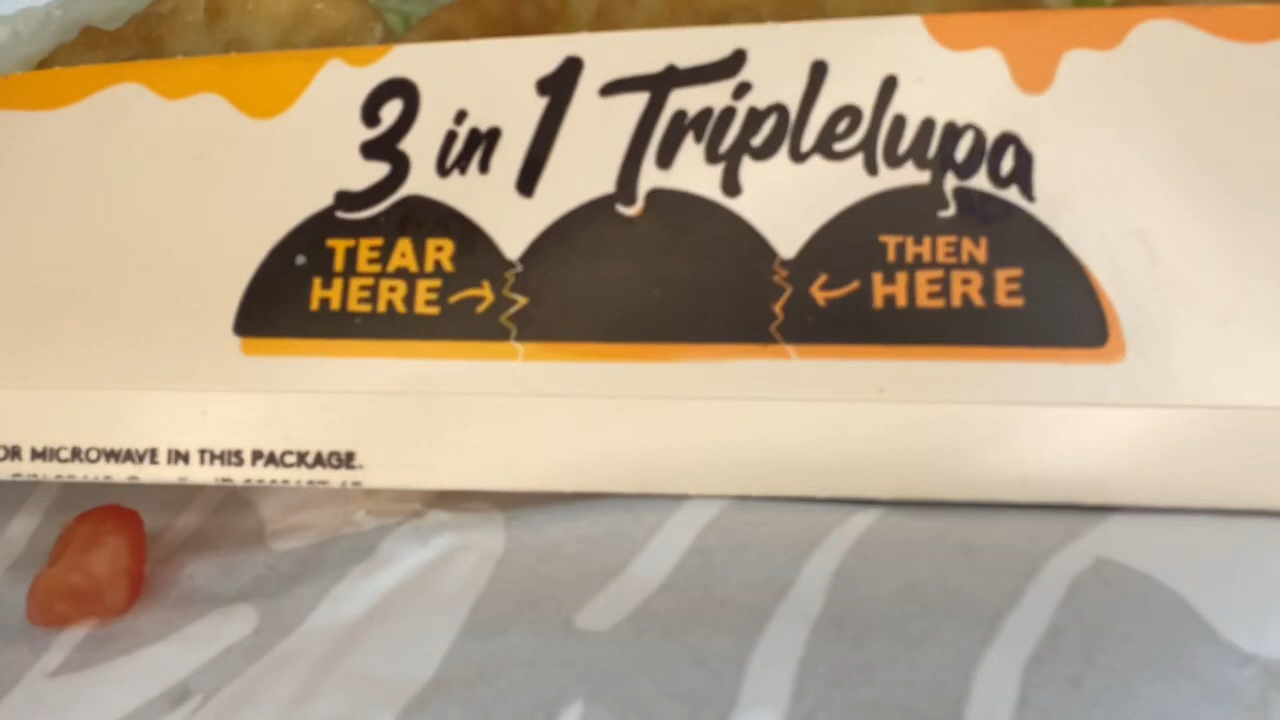 3 in 1 Triplelupa
TEAR
HERE
THEN
HERE
OR MICROWAVE IN THIS PACKAGE.